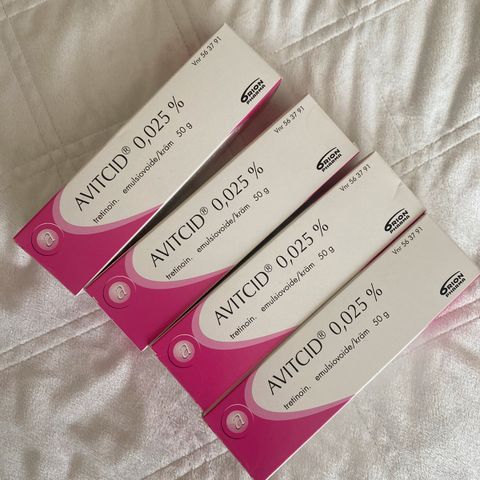 Vnr 56 37 91
ORION
PHARMA
AVITCID® 0,025 %
tretinoin. emulsiovoide/kräm 50 g
a
Vnr 56 37 91
ORION
PHARMA
AVITCID® 0,025 %
tretinoin. emulsiovoide/kräm 50 g
a
Vnr 56 37 91
ORION
PHARMA
AVITCID® 0,025 %
tretinoin. emulsiovoide/kräm 50 g
a
Vnr 56 37 91
ORION
PHARMA
AVITCID® 0,025 %
tretinoin. emulsiovoide/kräm 50 g
a